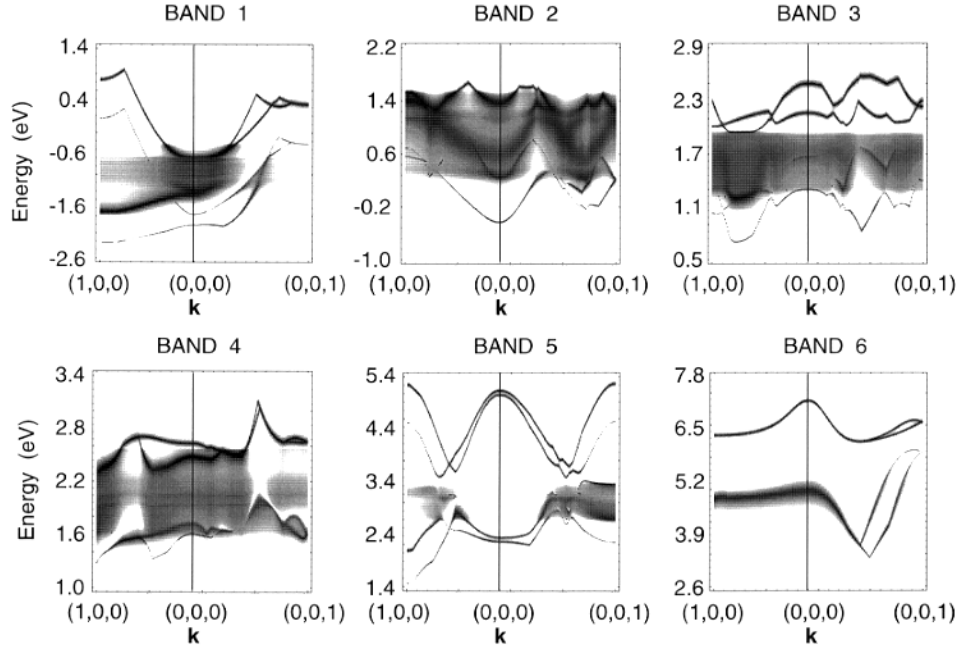 BAND 1
BAND 2
BAND 3
1.4
0.4
-0.6
-1.6
-2.6
Energy (eV)
(1,0,0) (0,0,0) (0,0,1)
k
2.2
1.4
0.6
-0.2
-1.0
(1,0,0) (0,0,0) (0,0,1)
k
2.9
2.3
1.7
1.1
0.5
(1,0,0) (0,0,0) (0,0,1)
k
BAND 4
BAND 5
BAND 6
3.4
2.8
2.2
1.6
1.0
Energy (eV)
(1,0,0) (0,0,0) (0,0,1)
k
5.4
4.4
3.4
2.4
1.4
(1,0,0) (0,0,0) (0,0,1)
k
7.8
6.5
5.2
3.9
2.6
(1,0,0) (0,0,0) (0,0,1)
k